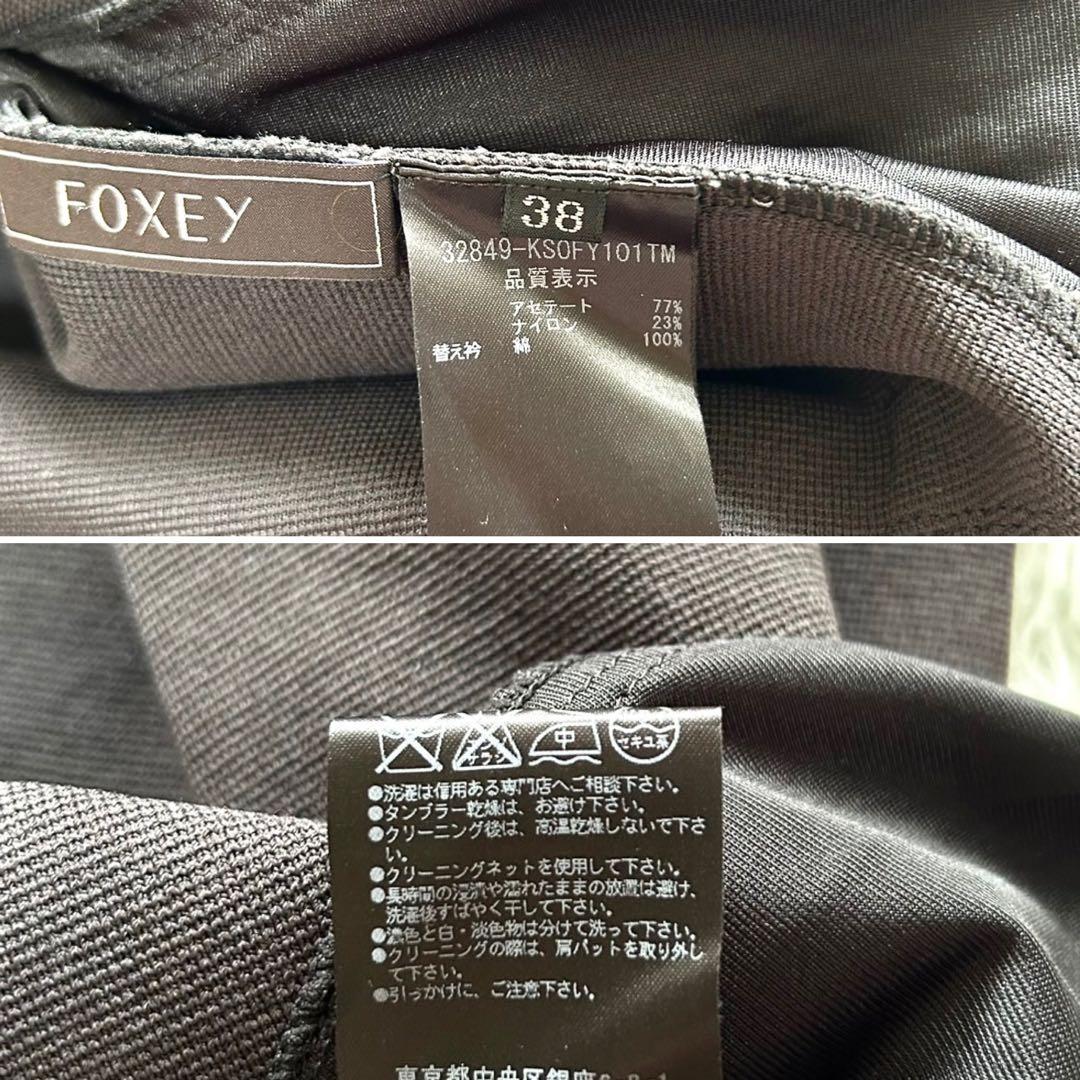 FOXEY
38
32849-KSOFY101TM
品質表示
アセテート 77%
ナイロン 23%
替え衿 綿 100%
エンソ サラシ 中 セキユ系
●洗濯は信用ある専門店へご相談下さい。
●タンブラー乾燥は、お避け下さい。
●クリーニング後は、高温乾燥しないで下さ
い。
●クリーニングネットを使用して下さい。
●長時間の浸漬や濡れたままの放置は避け、
洗濯後すばやく干して下さい。
●濃色と白・淡色物は分けて洗って下さい。
●クリーニングの際は、肩パットを取り外し
て下さい。
●引っかけに、ご注意下さい。
東京都中央区銀座6-8-1